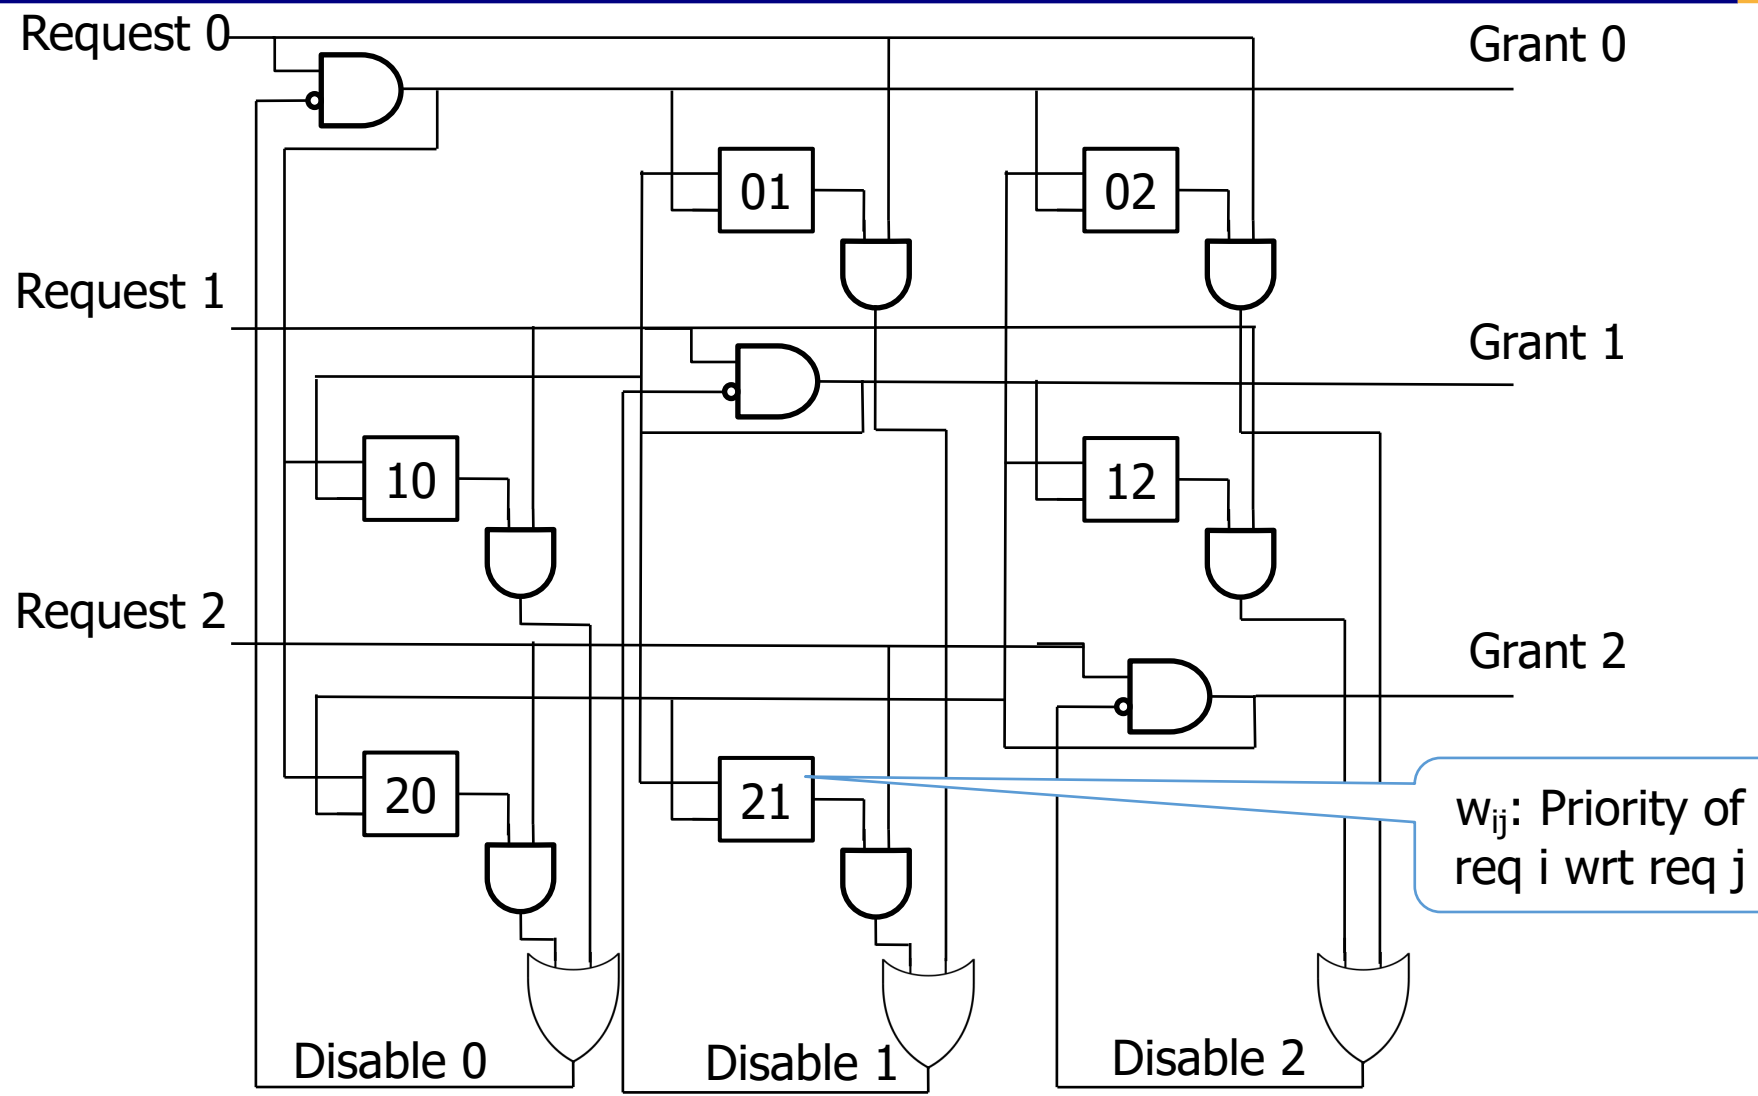 Request 0
Grant 0
01
02
Request 1
Grant 1
10
12
Request 2
Grant 2
20
21
wij: Priority of
req i wrt req j
Disable 0
Disable 1
Disable 2